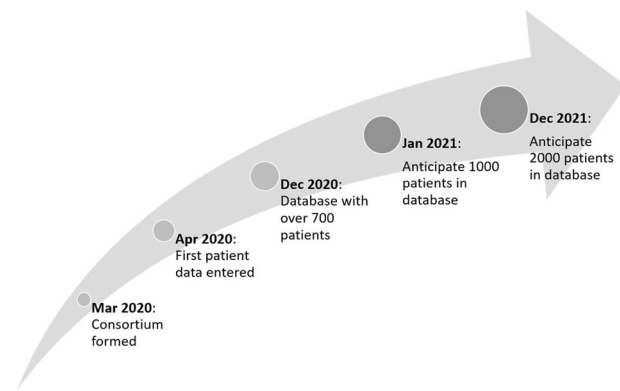 Mar 2020:
Consortium
formed
Apr 2020:
First patient
data entered
Dec 2020:
Database with
over 700
patients
Jan 2021:
Anticipate 1000
patients in
database
Dec 2021:
Anticipate
2000 patients
in database